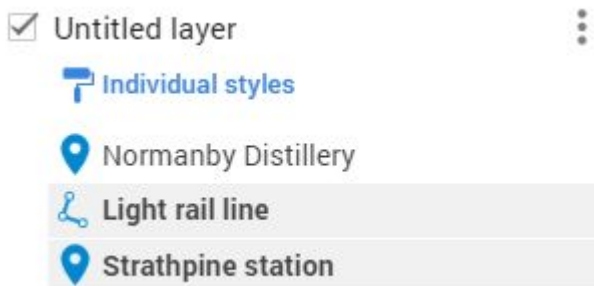 Untitled layer
Individual styles
Normanby Distillery
Light rail line
Strathpine station